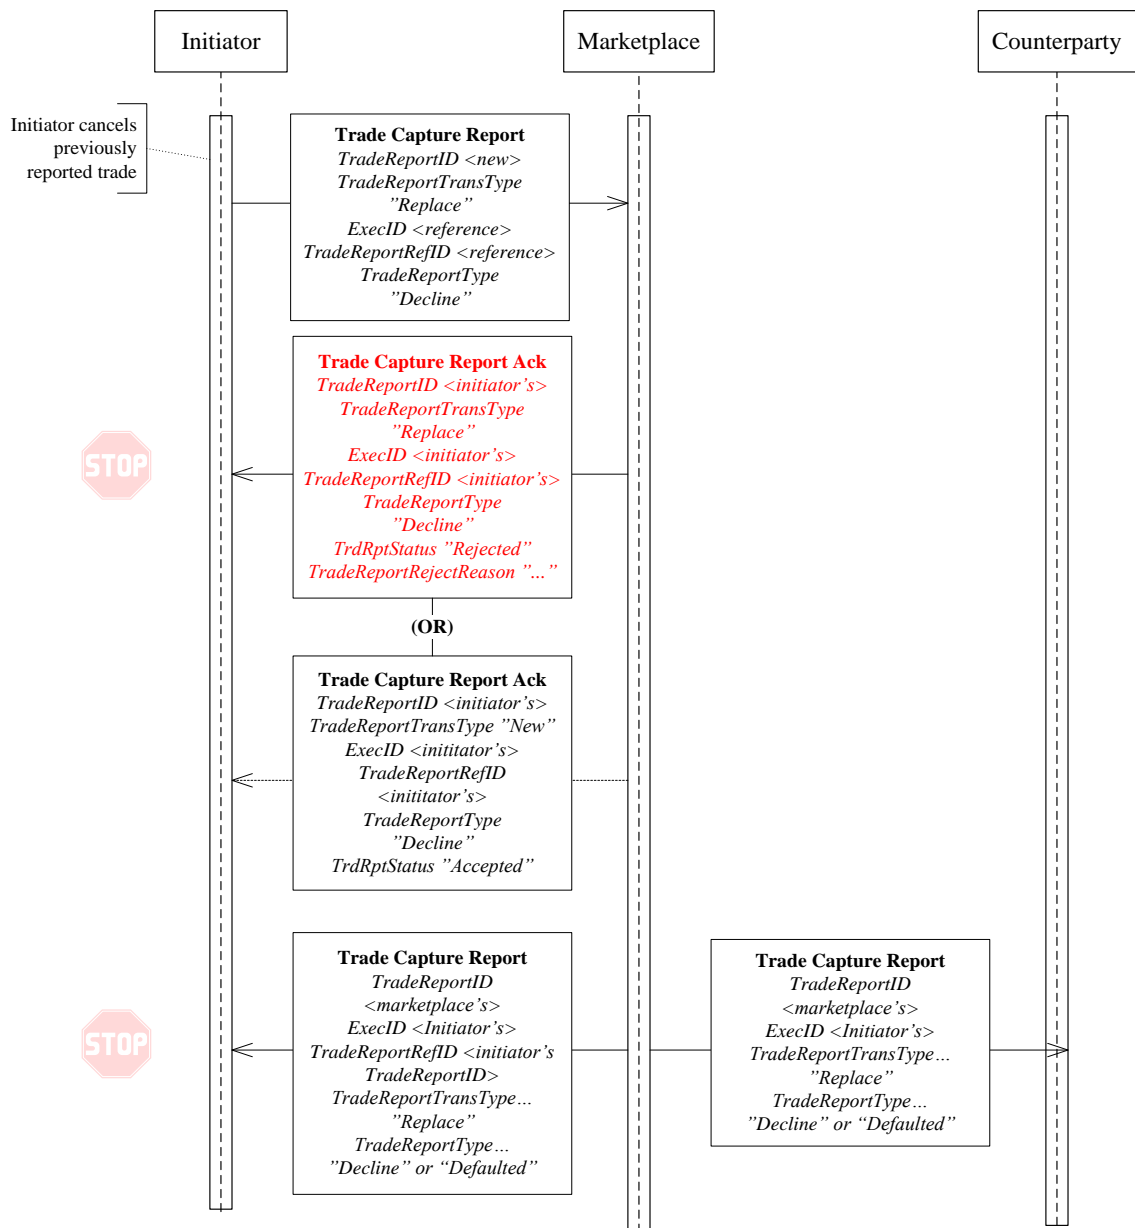 Initiator
Marketplace
Counterparty
Initiator cancels
previously
reported trade
Trade Capture Report
TradeReportID <new>
TradeReportTransType
”Replace”
ExecID <reference>
TradeReportRefID <reference>
TradeReportType
”Decline”
Trade Capture Report Ack
TradeReportID <initiator’s>
TradeReportTransType
”Replace”
ExecID <initiator’s>
TradeReportRefID <initiator’s>
TradeReportType
”Decline”
TrdRptStatus ”Rejected”
TradeReportRejectReason ”...”
STOP
(OR)
Trade Capture Report Ack
TradeReportID <initiator’s>
TradeReportTransType ”New”
ExecID <inititator’s>
TradeReportRefID
<inititator’s>
TradeReportType
”Decline”
TrdRptStatus ”Accepted”
Trade Capture Report
TradeReportID
<marketplace’s>
ExecID <Initiator’s>
TradeReportRefID <initiator’s
TradeReportID>
TradeReportTransType…
”Replace”
TradeReportType…
”Decline” or “Defaulted”
STOP
Trade Capture Report
TradeReportID
<marketplace’s>
ExecID <Initiator’s>
TradeReportTransType…
”Replace”
TradeReportType…
”Decline” or “Defaulted”